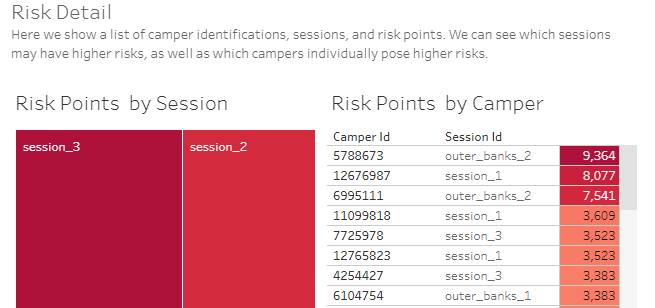 Risk Detail
Here we show a list of camper identifications, sessions, and risk points. We can see which sessions
may have higher risks, as well as which campers individually pose higher risks.
Risk Points by Session
session_3
session_2
Risk Points by Camper
Camper Id Session Id
5788673 outer_banks_2 9,364
12676987 session_1 8,077
6995111 outer_banks_2 7,541
11099818 session_1 3,609
7725978 session_3 3,523
12765823 session_1 3,523
4254427 session_3 3,383
6104754 outer_banks_1 3,383